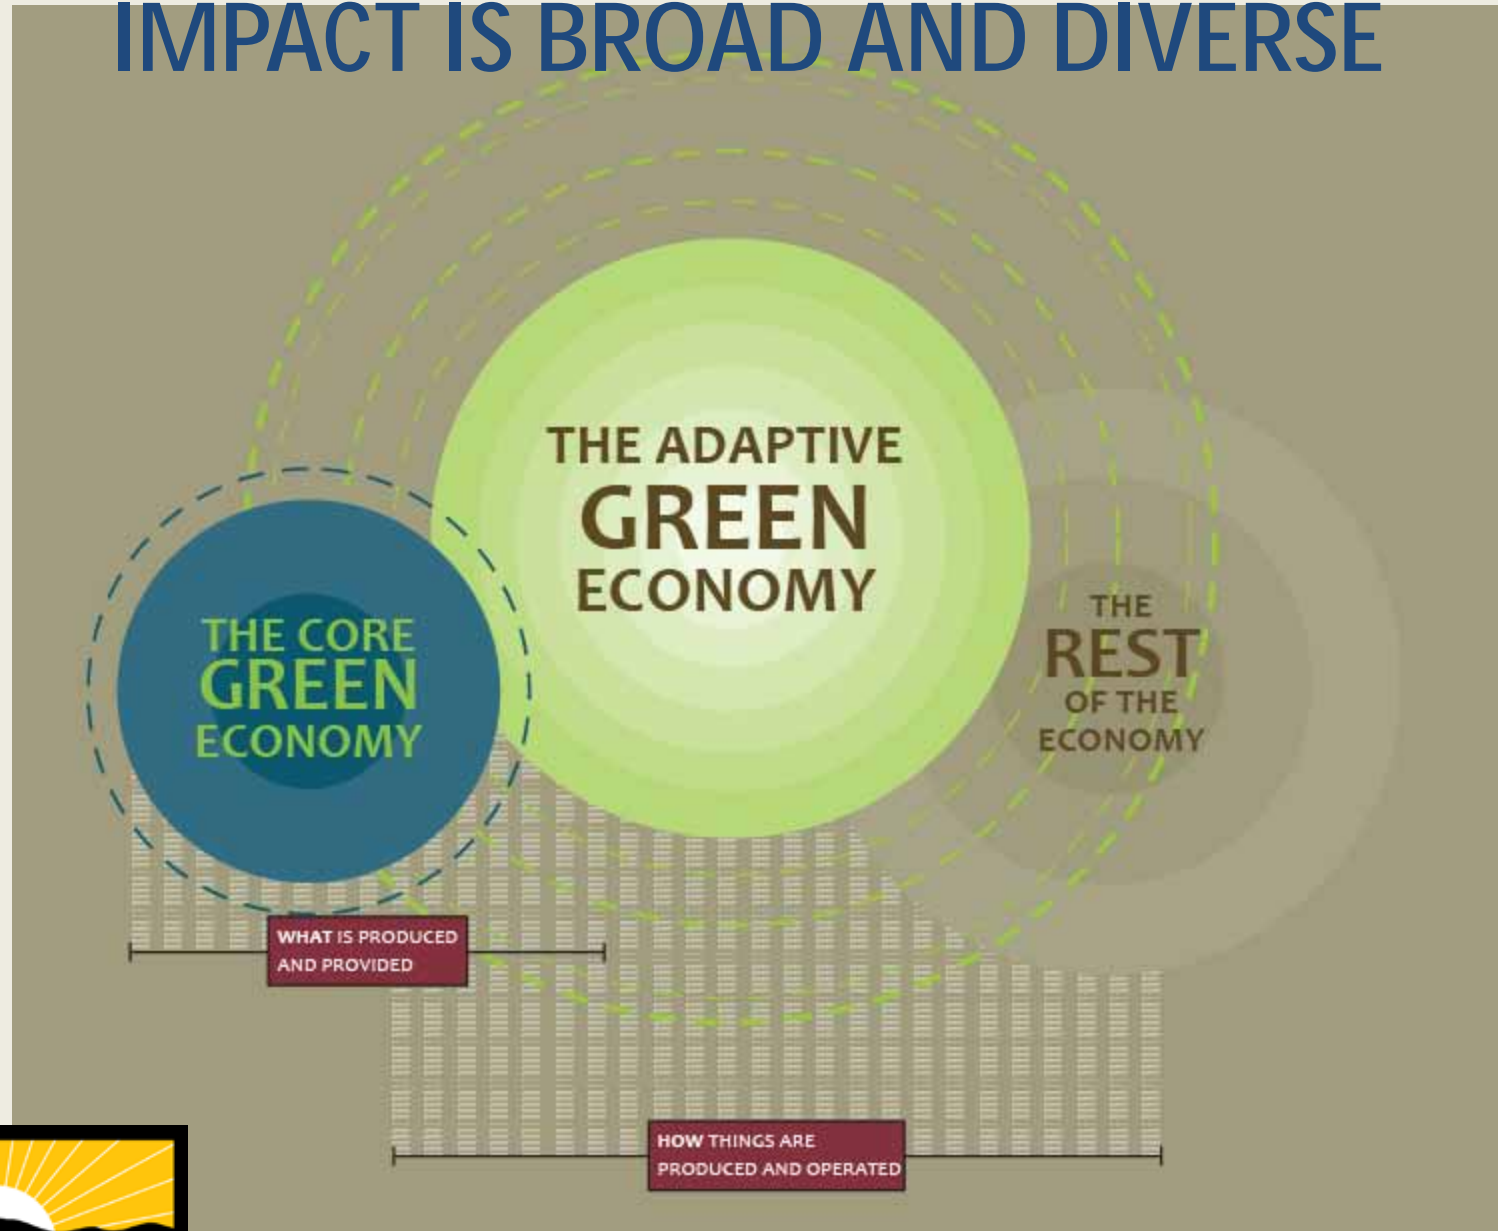 IMPACT IS BROAD AND DIVERSE
THE ADAPTIVE
GREEN
ECONOMY
THE CORE
GREEN
ECONOMY
THE
REST
OF THE
ECONOMY
WHAT IS PRODUCED
AND PROVIDED
HOW THINGS ARE
PRODUCED AND OPERATED